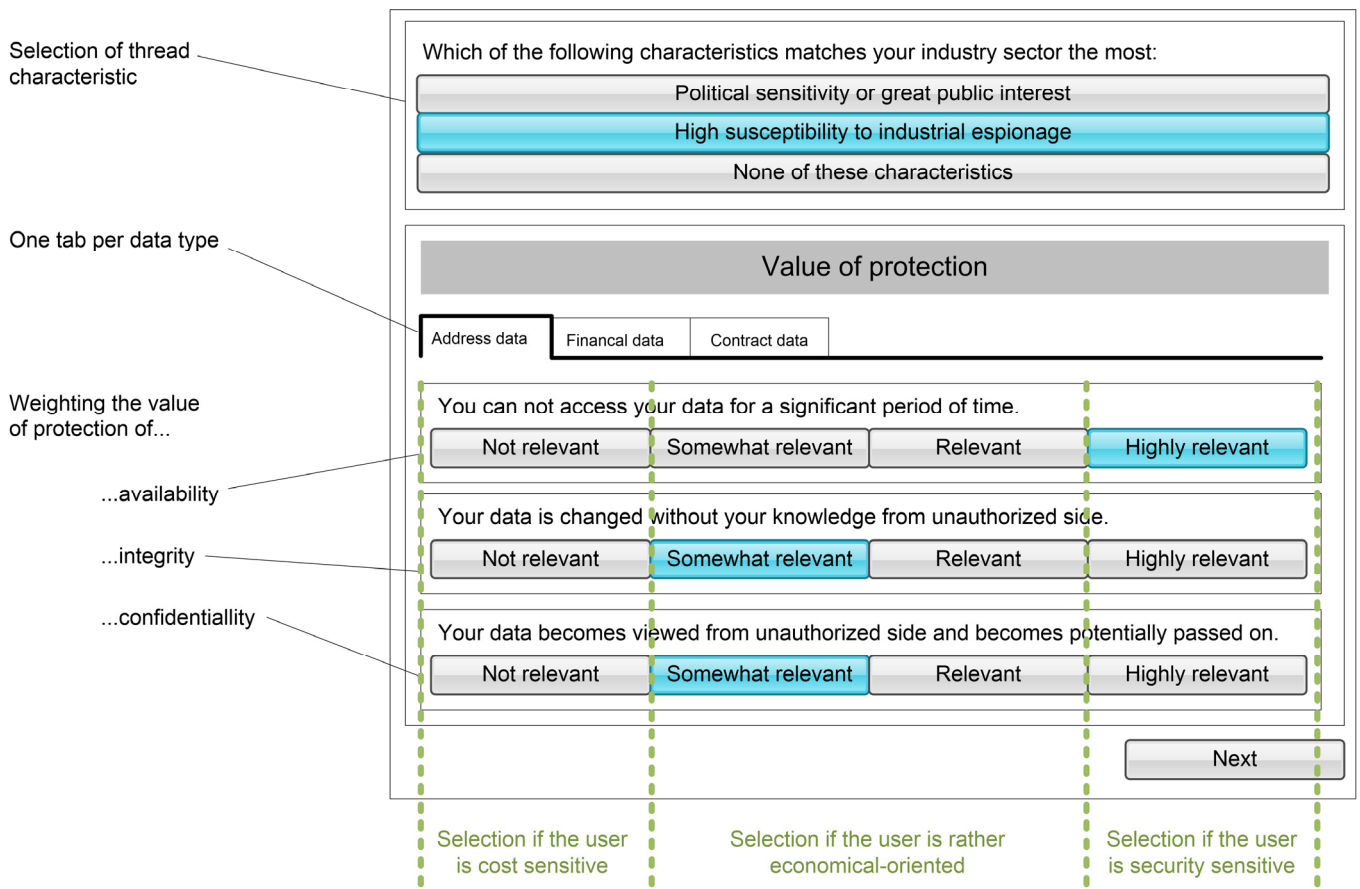 Selection of thread
characteristic
Which of the following characteristics matches your industry sector the most:
Political sensitivity or great public interest
High susceptibility to industrial espionage
None of these characteristics
One tab per data type
Value of protection
Address data
Financal data
Contract data
Weighting the value
of protection of...
You can not access your data for a significant period of time.
Not relevant
Somewhat relevant
Relevant
Highly relevant
...availability
Your data is changed without your knowledge from unauthorized side.
Not relevant
Somewhat relevant
Relevant
Highly relevant
...integrity
...confidentiallity
Your data becomes viewed from unauthorized side and becomes potentially passed on.
Not relevant
Somewhat relevant
Relevant
Highly relevant
Next
Selection if the user
is cost sensitive
Selection if the user is rather
economical-oriented
Selection if the user
is security sensitive